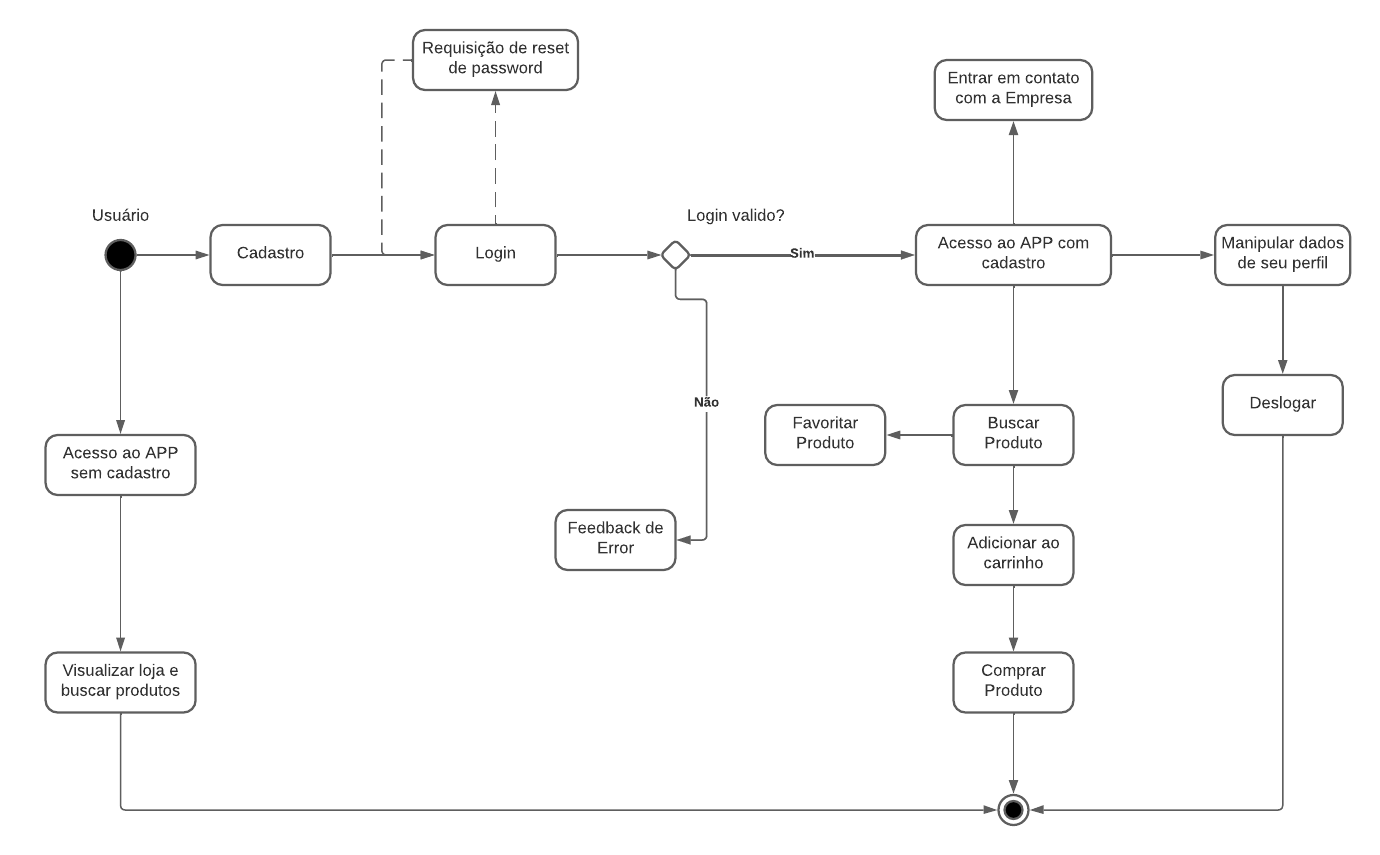 Requisição de reset
de password
Entrar em contato
com a Empresa
Usuário
Login valido?
Cadastro
Login
Sim
Acesso ao APP com
cadastro
Manipular dados
de seu perfil
Não
Favoritar
Produto
Buscar
Produto
Deslogar
Acesso ao APP
sem cadastro
Feedback de
Error
Adicionar ao
carrinho
Visualizar loja e
buscar produtos
Comprar
Produto